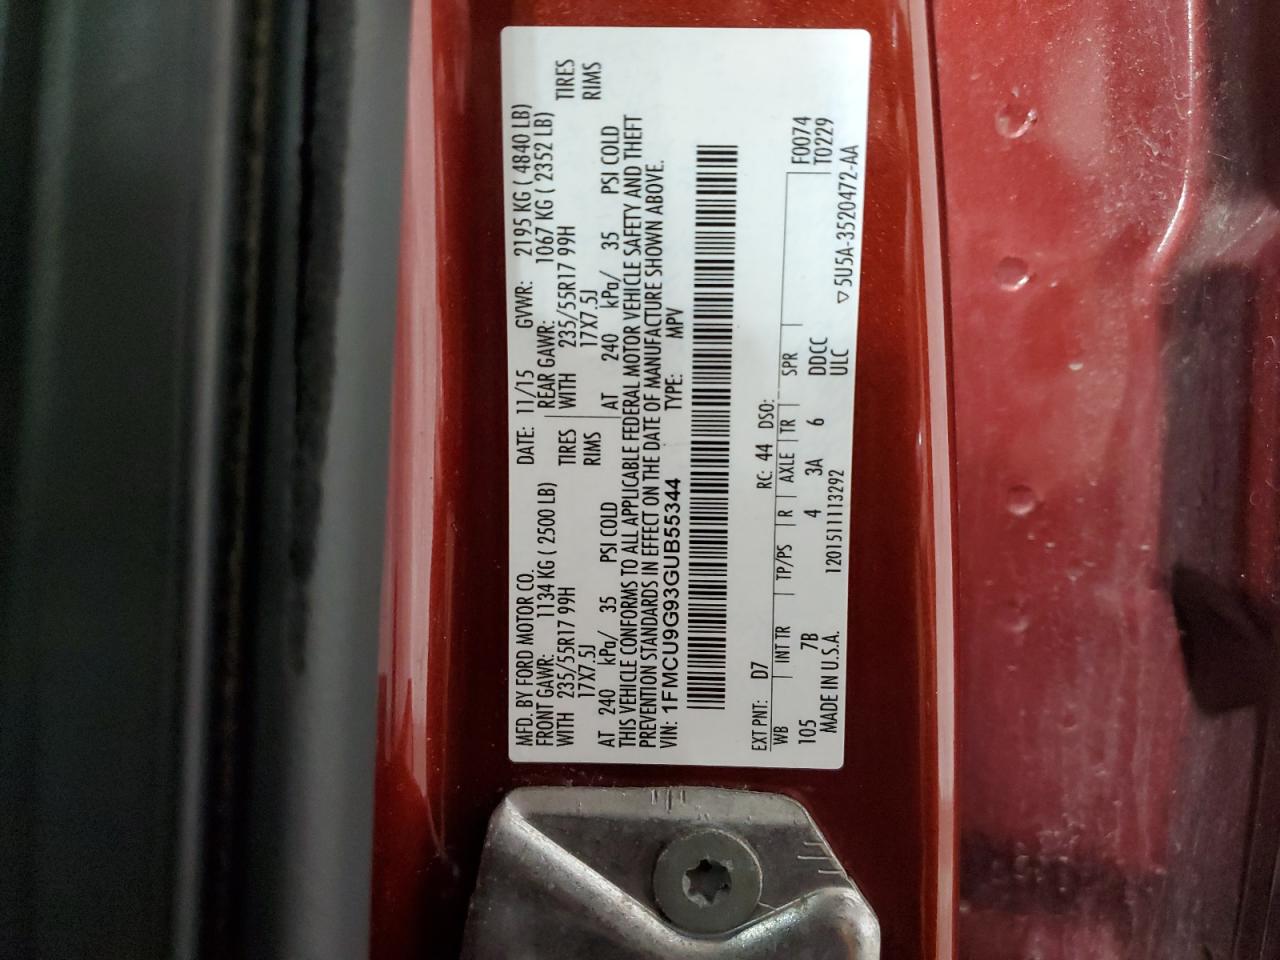 MFD. BY FORD MOTOR CO. DATE: 11/15 GVWR: 2195 KG ( 4840 LB)
FRONT GAWR: 1134 KG ( 2500 LB) REAR GAWR: 1067 KG ( 2352 LB)
WITH 235/55R17 99H TIRES WITH 235/55R17 99H TIRES
17X7.5J RIMS 17X7.5J RIMS
AT 240 kPa/ 35 PSI COLD AT 240 kPa/ 35 PSI COLD
THIS VEHICLE CONFORMS TO ALL APPLICABLE FEDERAL MOTOR VEHICLE SAFETY AND THEFT
PREVENTION STANDARDS IN EFFECT ON THE DATE OF MANUFACTURE SHOWN ABOVE.
VIN: 1FMCU9G93GUB55344 TYPE: MPV
EXT PNT: D7 RC: 44 DSO:
WB INT TR TP/PS R AXLE TR SPR F0074
105 7B 4 3A 6 DDCC T0229
MADE IN U.S.A. 1201511113292 ULC ▽5U5A-3520472-AA